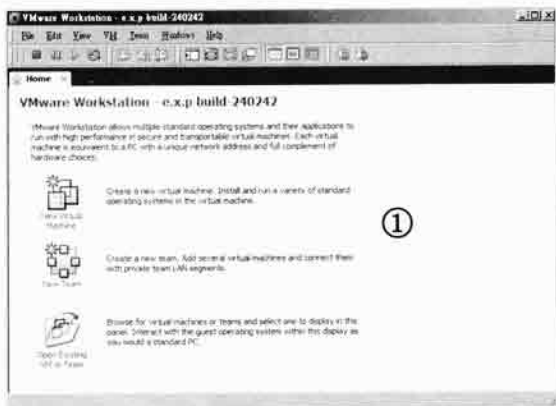 VMware Workstation - e.x.p build-240242
File Edit View VM Team Windows Help
Home
VMware Workstation - e.x.p build-240242
VMware Workstation allows multiple standard operating systems and their applications to
run with high performance in secure and transportable virtual machines. Each virtual
machine is equivalent to a PC with a unique network address and full complement of
hardware choices.
New Virtual
Machine
Create a new virtual machine. Install and run a variety of standard
operating systems in the virtual machine.
①
New Team
Create a new team. Add several virtual machines and connect them
with private team LAN segments.
Open Existing
VM or Team
Browse for virtual machines or teams and select one to display in this
panel. Interact with the guest operating system within this display as
you would a standard PC.